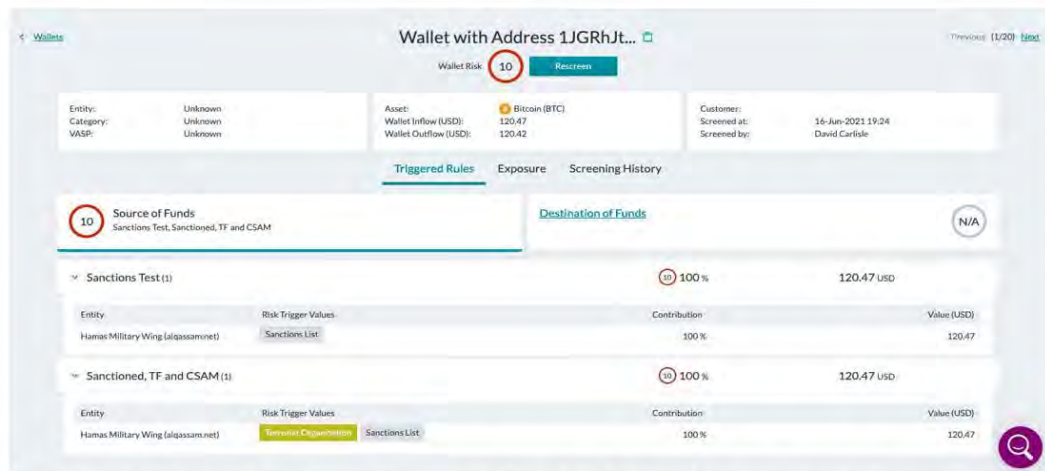 Wallets
Wallet with Address 1JGRhJt...
Previous (1/20) Next
Wallet Risk 10 Rescreen
Entity: Unknown
Category: Unknown
VASP: Unknown
Asset: Bitcoin (BTC)
Wallet Inflow (USD): 120.47
Wallet Outflow (USD): 120.42
Customer:
Screened at: 16-Jun-2021 19:24
Screened by: David Carlisle
Triggered Rules Exposure Screening History
10 Source of Funds
Sanctions Test, Sanctioned, TF and CSAM
Destination of Funds N/A
Sanctions Test (1) 10 100 % 120.47 USD
Entity Risk Trigger Values Contribution Value (USD)
Hamas Military Wing (alqassam.net) Sanctions List 100 % 120.47
Sanctioned, TF and CSAM (1) 10 100 % 120.47 USD
Entity Risk Trigger Values Contribution Value (USD)
Hamas Military Wing (alqassam.net) Terrorist Organization Sanctions List 100 % 120.47